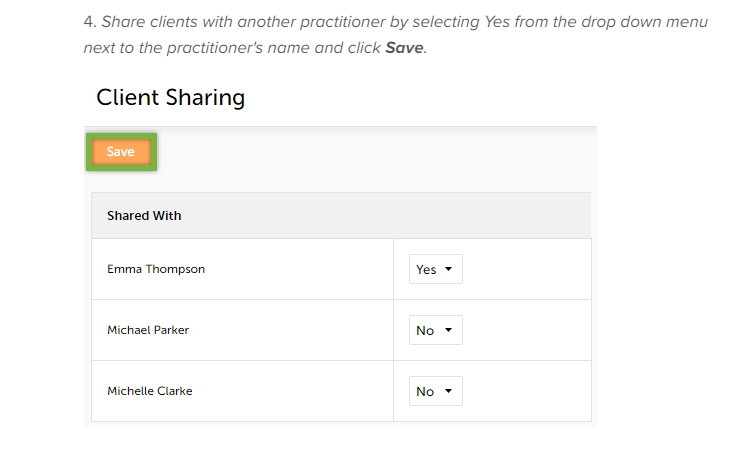 4. Share clients with another practitioner by selecting Yes from the drop down menu
next to the practitioner's name and click Save.
Client Sharing
Save
Shared With
Emma Thompson Yes
Michael Parker No
Michelle Clarke No